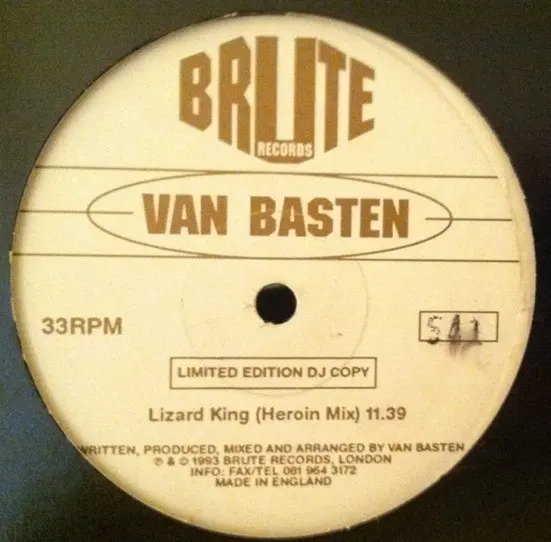 BRUTE
RECORDS
VAN BASTEN
33RPM
541
LIMITED EDITION DJ COPY
Lizard King (Heroin Mix) 11.39
WRITTEN, PRODUCED, MIXED AND ARRANGED BY VAN BASTEN
℗ & © 1993 BRUTE RECORDS, LONDON
INFO: FAX/TEL 081 964 3172
MADE IN ENGLAND